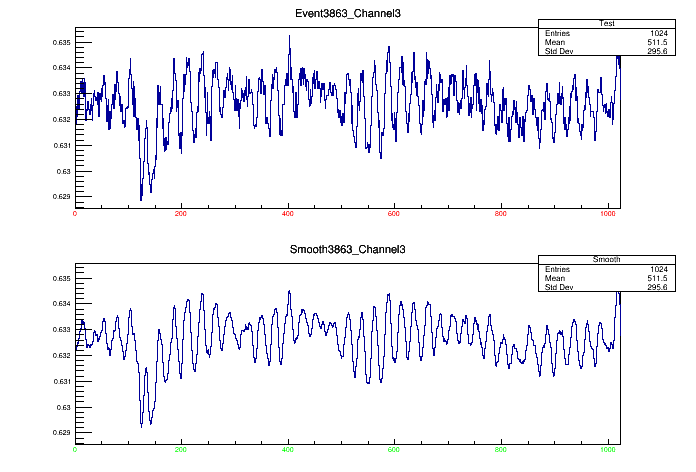 Event3863_Channel3
Test
Entries 1024
Mean 511.5
Std Dev 295.6
0.635
0.634
0.633
0.632
0.631
0.63
0.629
0 200 400 600 800 1000
Smooth3863_Channel3
Smooth
Entries 1024
Mean 511.5
Std Dev 295.6
0.635
0.634
0.633
0.632
0.631
0.63
0.629
0 200 400 600 800 1000